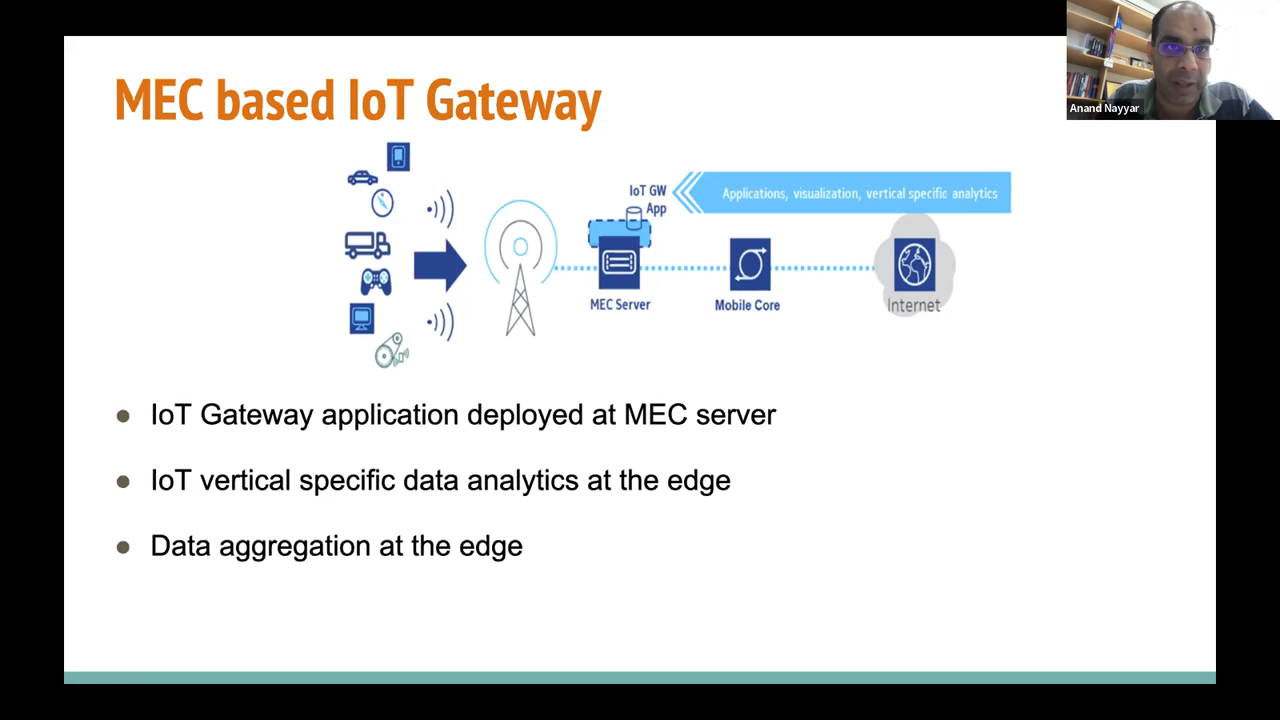 MEC based IoT Gateway
Anand Nayyar
IoT GW
App
Applications, visualization, vertical specific analytics
MEC Server
Mobile Core
Internet
● IoT Gateway application deployed at MEC server
● IoT vertical specific data analytics at the edge
● Data aggregation at the edge